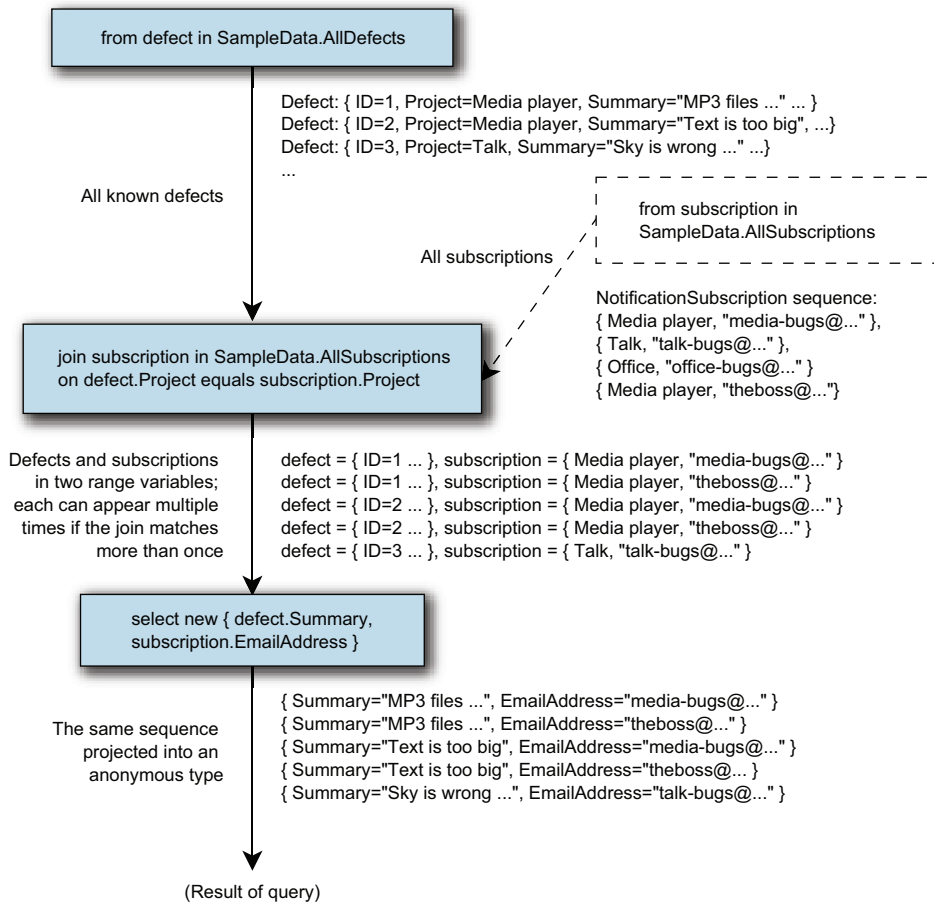 from defect in SampleData.AllDefects
Defect: { ID=1, Project=Media player, Summary="MP3 files ..." ... }
Defect: { ID=2, Project=Media player, Summary="Text is too big", ...}
Defect: { ID=3, Project=Talk, Summary="Sky is wrong ..." ...}
...
All known defects
from subscription in
SampleData.AllSubscriptions
All subscriptions
NotificationSubscription sequence:
{ Media player, "media-bugs@..." },
{ Talk, "talk-bugs@..." },
{ Office, "office-bugs@..." }
{ Media player, "theboss@..."}
join subscription in SampleData.AllSubscriptions
on defect.Project equals subscription.Project
Defects and subscriptions
in two range variables;
each can appear multiple
times if the join matches
more than once
defect = { ID=1 ... }, subscription = { Media player, "media-bugs@..." }
defect = { ID=1 ... }, subscription = { Media player, "theboss@..." }
defect = { ID=2 ... }, subscription = { Media player, "media-bugs@..." }
defect = { ID=2 ... }, subscription = { Media player, "theboss@..." }
defect = { ID=3 ... }, subscription = { Talk, "talk-bugs@..." }
select new { defect.Summary,
subscription.EmailAddress }
The same sequence
projected into an
anonymous type
{ Summary="MP3 files ...", EmailAddress="media-bugs@..." }
{ Summary="MP3 files ...", EmailAddress="theboss@..." }
{ Summary="Text is too big", EmailAddress="media-bugs@..." }
{ Summary="Text is too big", EmailAddress="theboss@... }
{ Summary="Sky is wrong ...", EmailAddress="talk-bugs@..." }
(Result of query)